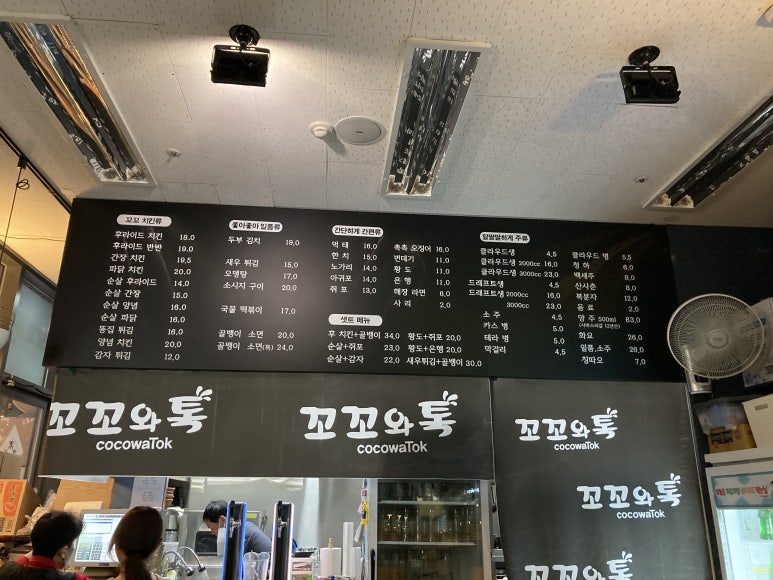 꼬꼬 치킨류
후라이드 치킨 18,0
후라이드 반반 19,0
간장 치킨 19,5
파닭 치킨 20,0
순살 후라이드 14,0
순살 간장 15,0
순살 양념 16,0
순살 파닭 16,0
똥집 튀김 16,0
양념 치킨 20,0
감자 튀김 12,0
좋아좋아 일품류
두부 김치 19,0
새우 튀김 15,0
오뎅탕 17,0
소시지 구이 20,0
국물 떡볶이 17,0
골뱅이 소면 20,0
골뱅이 소면(특) 24,0
간단하게 간편류
먹 태 16,0
한 치 15,0
노가리 14,0
아귀포 14,0
쥐 포 13,0
촉촉 오징어 16,0
번데기 11,0
황 도 11,0
은 행 11,0
해장 라면 6,0
사 리 2,0
셋트 메뉴
후 치킨+골뱅이 34,0
순살+쥐포 23,0
순살+감자 22,0
황도+쥐포 20,0
황도+은행 20,0
새우튀김+골뱅이 30,0
알딸딸하게 주류
클라우드생 4,5
클라우드생 2000cc 16,0
클라우드생 3000cc 23,0
드래프트생 4,5
드래프트생 2000cc 16,0
3000cc 23,0
소 주 4,5
카스 병 5,0
테라 병 5,0
막걸리 4,5
클라우드 병 5,5
청 하 6,0
백세주 8,0
산사춘 8,0
복분자 12,0
음 료 2,0
양 주 500ml 63,0
화요 26,0
일품,소주 26,0
칭따오 7,0
꼬꼬와톡
cocowaTok
꼬꼬와톡
cocowaTok
꼬꼬와톡
cocowaTok
꼬꼬와톡
cocowaTok
꼬꼬와톡